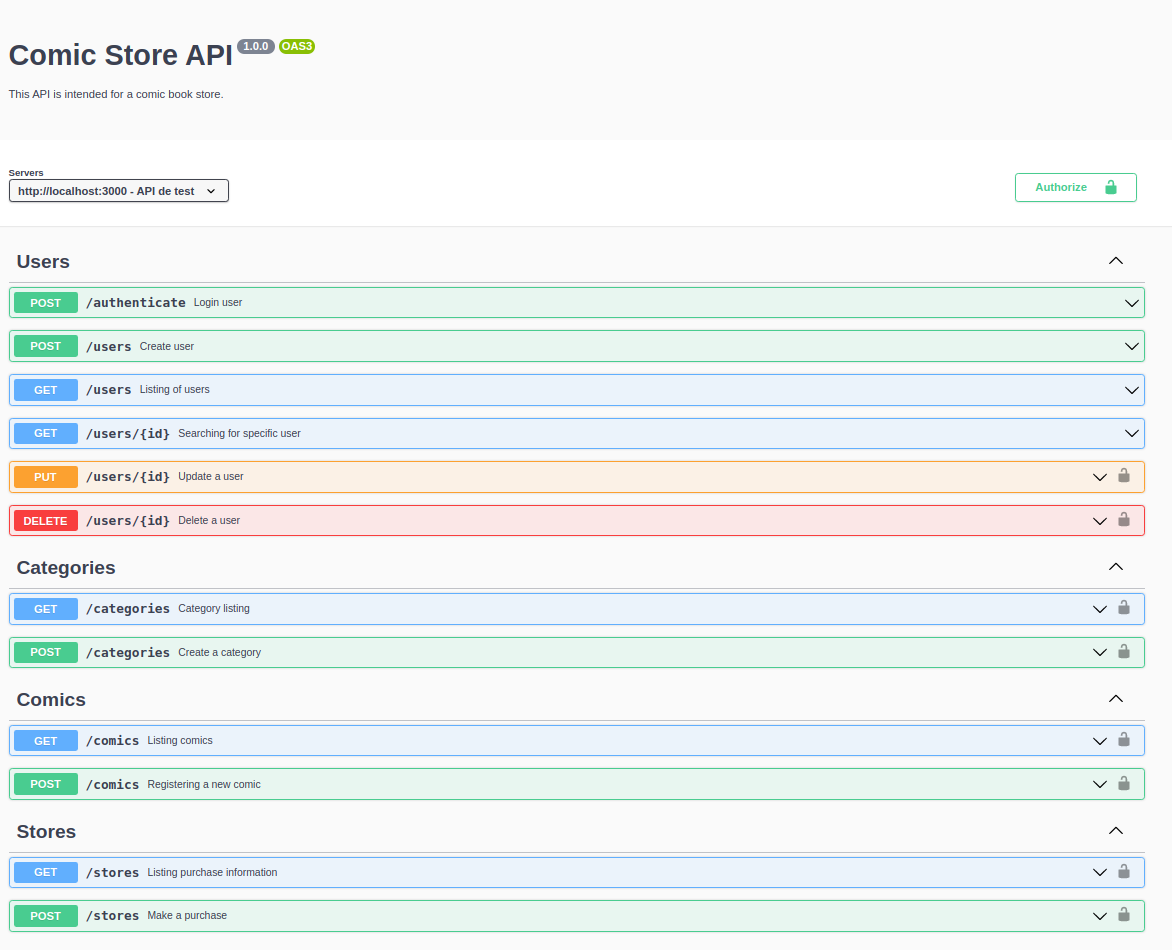 Comic Store API 1.0.0 OAS3
This API is intended for a comic book store.
Servers
http://localhost:3000 - API de test
Authorize
Users
POST /authenticate Login user
POST /users Create user
GET /users Listing of users
GET /users/{id} Searching for specific user
PUT /users/{id} Update a user
DELETE /users/{id} Delete a user
Categories
GET /categories Category listing
POST /categories Create a category
Comics
GET /comics Listing comics
POST /comics Registering a new comic
Stores
GET /stores Listing purchase information
POST /stores Make a purchase